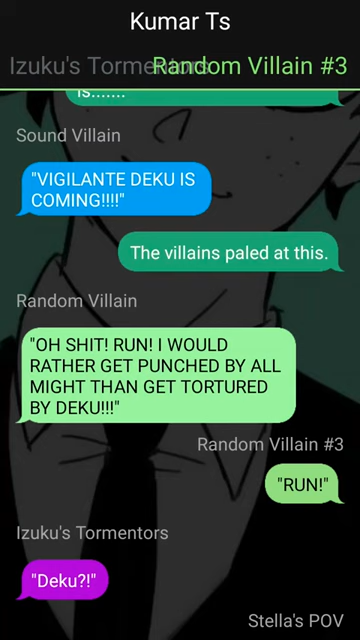 Kumar Ts
Izuku's Tormentors Random Villain #3
is.......
Sound Villain
"VIGILANTE DEKU IS
COMING!!!!"
The villains paled at this.
Random Villain
"OH SHIT! RUN! I WOULD
RATHER GET PUNCHED BY ALL
MIGHT THAN GET TORTURED
BY DEKU!!!"
Random Villain #3
"RUN!"
Izuku's Tormentors
"Deku?!"
Stella's POV